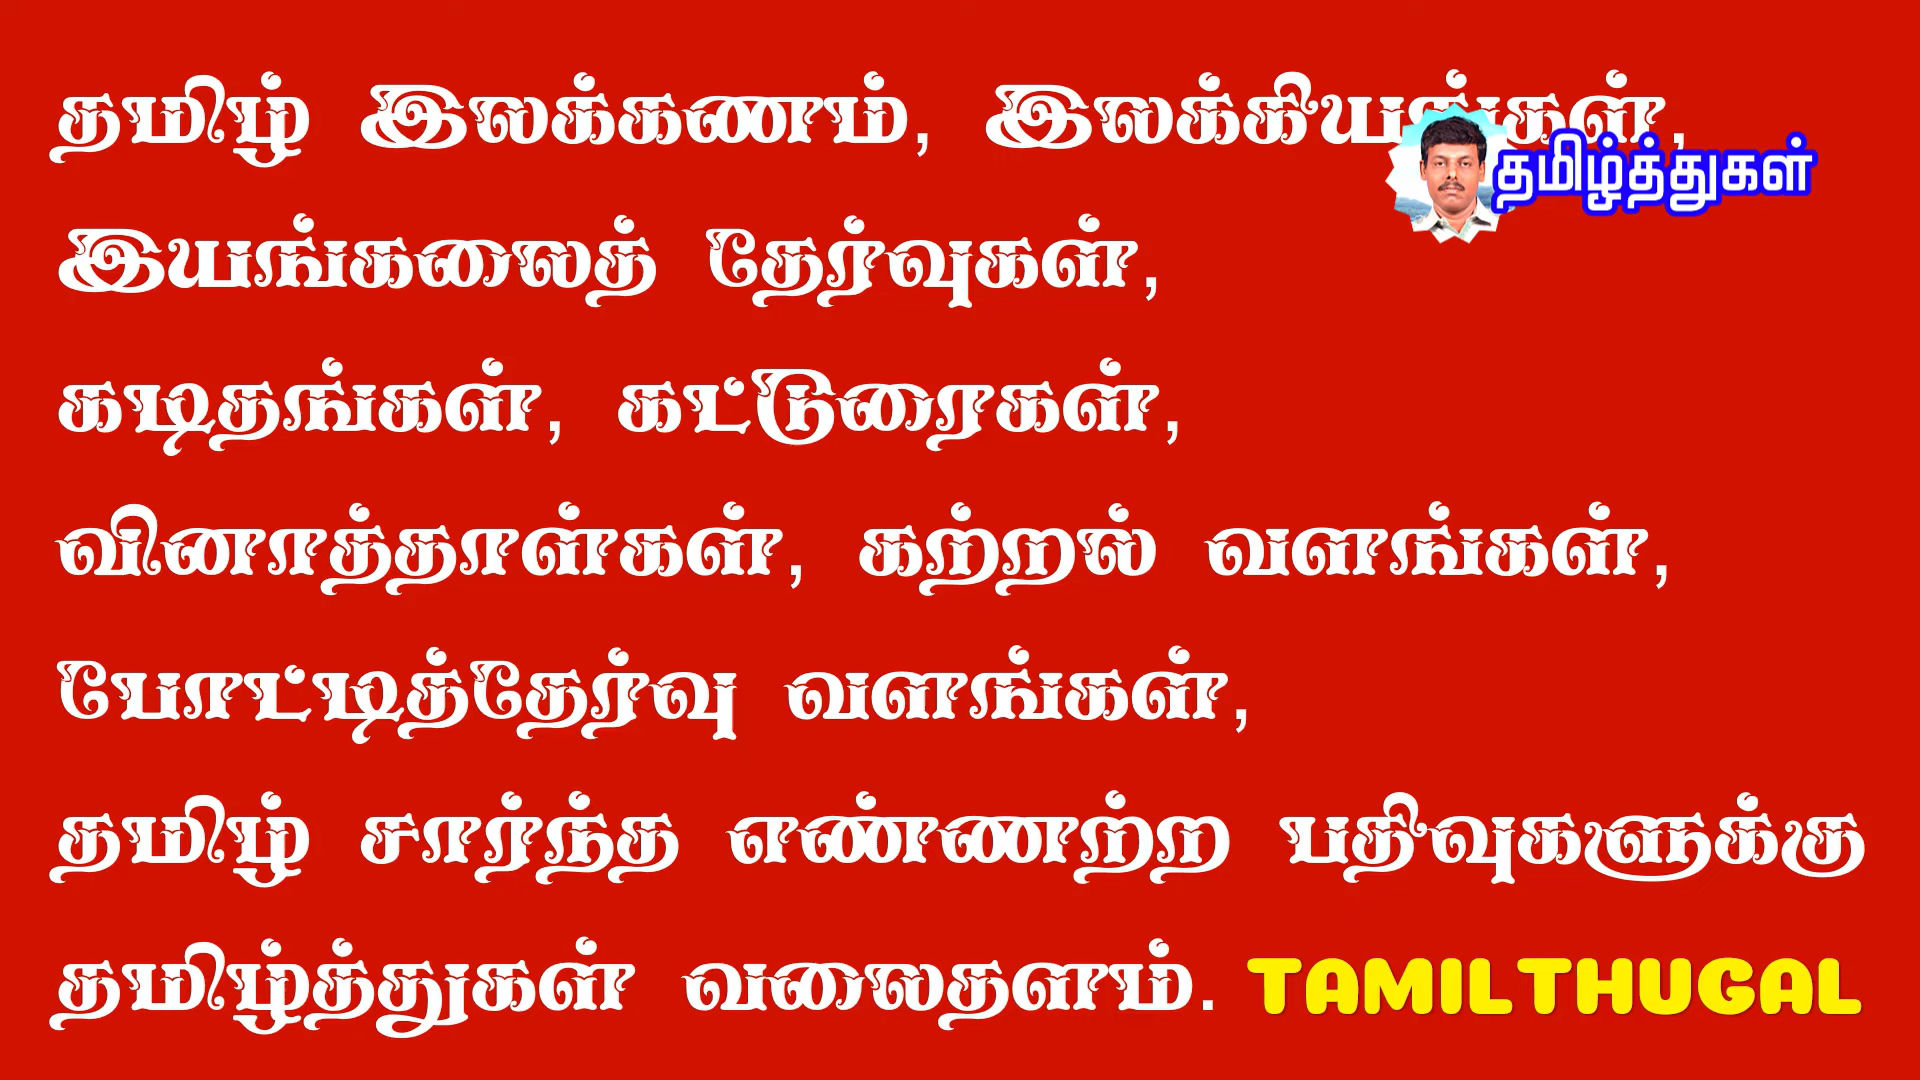 தமிழ் இலக்கணம், இலக்கியங்கள்,
தமிழ்த்துகள்
இயங்கலைத் தேர்வுகள்,
கடிதங்கள், கட்டுரைகள்,
வினாத்தாள்கள், கற்றல் வளங்கள்,
போட்டித்தேர்வு வளங்கள்,
தமிழ் சார்ந்த எண்ணற்ற பதிவுகளுக்கு
தமிழ்த்துகள் வலைதளம். TAMILTHUGAL